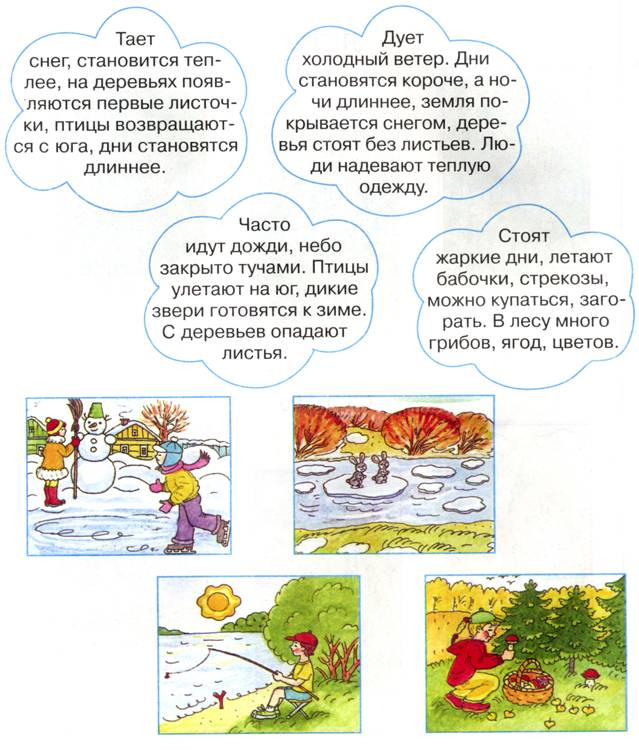 Тает
снег, становится теп-
лее, на деревьях появ-
ляются первые листоч-
ки, птицы возвращают-
ся с юга, дни становятся
длиннее.
Дует
холодный ветер. Дни
становятся короче, а но-
чи длиннее, земля по-
крывается снегом, дере-
вья стоят без листьев. Лю-
ди надевают теплую
одежду.
Часто
идут дожди, небо
закрыто тучами. Птицы
улетают на юг, дикие
звери готовятся к зиме.
С деревьев опадают
листья.
Стоят
жаркие дни, летают
бабочки, стрекозы,
можно купаться, заго-
рать. В лесу много
грибов, ягод, цветов.